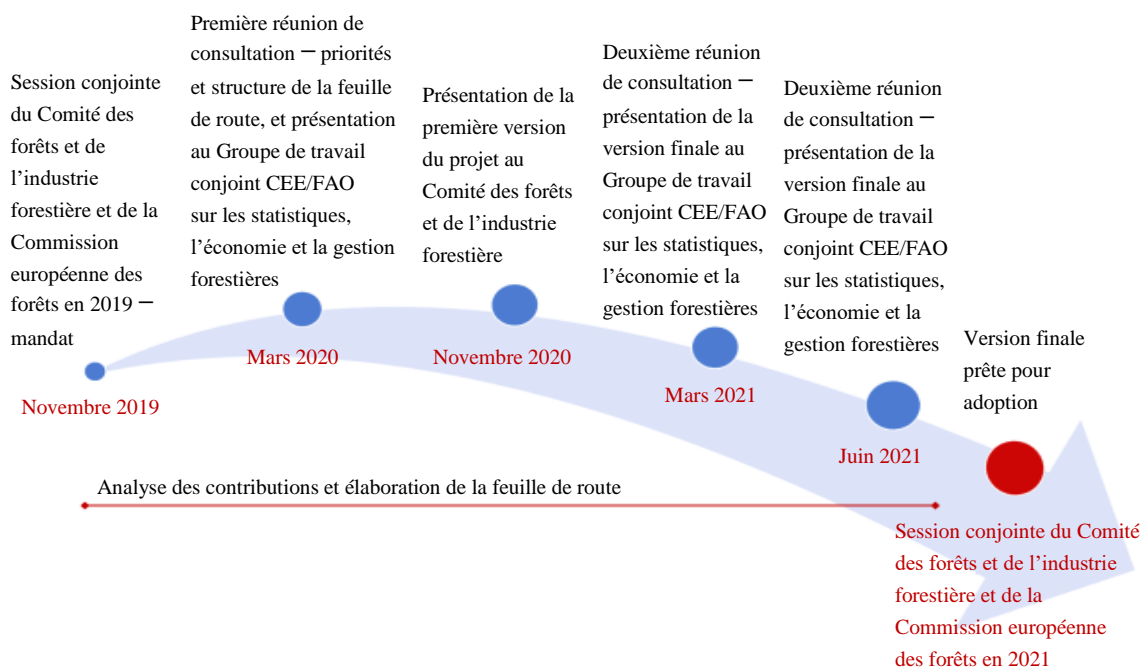 Session conjointe
du Comité des
forêts et de
l’industrie
forestière et de la
Commission
européenne des
forêts en 2019 –
mandat
Novembre 2019
Première réunion de
consultation – priorités
et structure de la feuille
de route, et présentation
au Groupe de travail
conjoint CEE/FAO
sur les statistiques,
l’économie et la gestion
forestières
Mars 2020
Présentation de la
première version
du projet au
Comité des forêts
et de l’industrie
forestière
Novembre 2020
Deuxième réunion
de consultation –
présentation de la
version finale au
Groupe de travail
conjoint CEE/FAO
sur les statistiques,
l’économie et la
gestion forestières
Mars 2021
Deuxième réunion
de consultation –
présentation de la
version finale au
Groupe de travail
conjoint CEE/FAO
sur les statistiques,
l’économie et la
gestion forestières
Juin 2021
Version finale
prête pour
adoption
Session conjointe du Comité
des forêts et de l’industrie
forestière et de la
Commission européenne
des forêts en 2021
Analyse des contributions et élaboration de la feuille de route